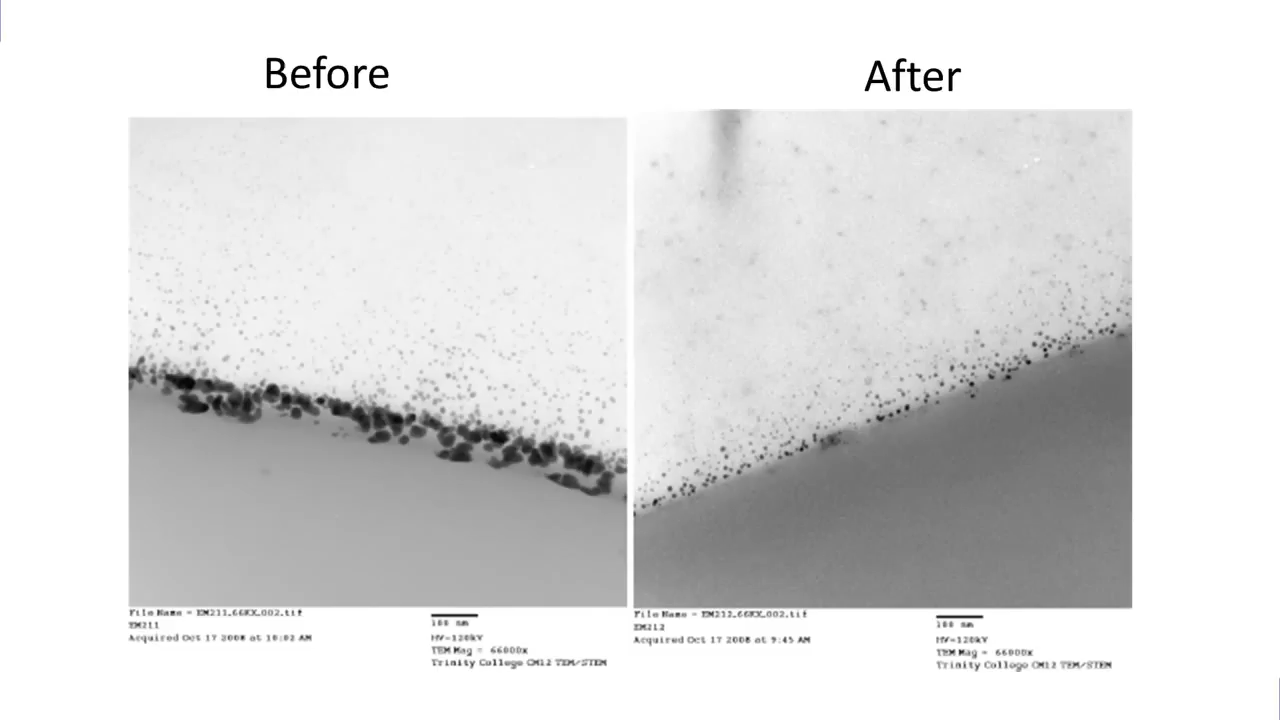 Before
After
File Name = EM211_66KX_002.tif
EM211
Acquired Oct 17 2008 at 10:02 AM
100 nm
HV=120kV
TEM Mag = 66000x
Trinity College CM12 TEM/STEM
File Name = EM212_66KX_002.tif
EM212
Acquired Oct 17 2008 at 9:45 AM
100 nm
HV=120kV
TEM Mag = 66000x
Trinity College CM12 TEM/STEM